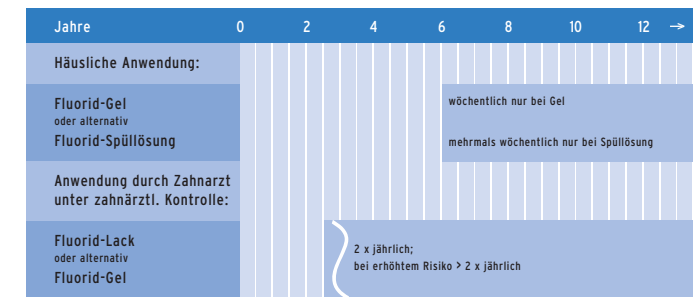 Jahre 0 2 4 6 8 10 12 →
Häusliche Anwendung:
Fluorid-Gel
oder alternativ
Fluorid-Spüllösung
wöchentlich nur bei Gel
mehrmals wöchentlich nur bei Spüllösung
Anwendung durch Zahnarzt
unter zahnärztl. Kontrolle:
Fluorid-Lack
oder alternativ
Fluorid-Gel
2 x jährlich;
bei erhöhtem Risiko > 2 x jährlich